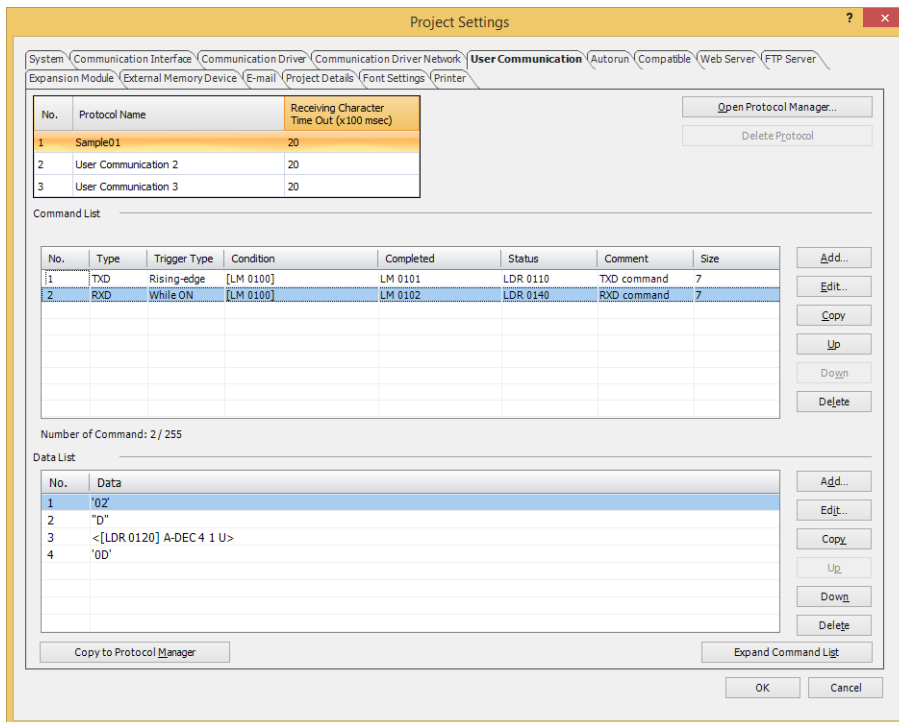 Project Settings
?
×
System Communication Interface Communication Driver Communication Driver Network User Communication Autorun Compatible Web Server FTP Server
Expansion Module External Memory Device E-mail Project Details Font Settings Printer
No. Protocol Name Receiving Character Time Out (x100 msec)
1 Sample01 20
2 User Communication 2 20
3 User Communication 3 20
Open Protocol Manager...
Delete Protocol
Command List
No. Type Trigger Type Condition Completed Status Comment Size
1 TXD Rising-edge [LM 0100] LM 0101 LDR 0110 TXD command 7
2 RXD While ON [LM 0100] LM 0102 LDR 0140 RXD command 7
Add...
Edit...
Copy
Up
Down
Delete
Number of Command: 2 / 255
Data List
No. Data
1 '02'
2 "D"
3 <[LDR 0120] A-DEC 4 1 U>
4 '0D'
Add...
Edit...
Copy
Up
Down
Delete
Copy to Protocol Manager
Expand Command List
OK
Cancel